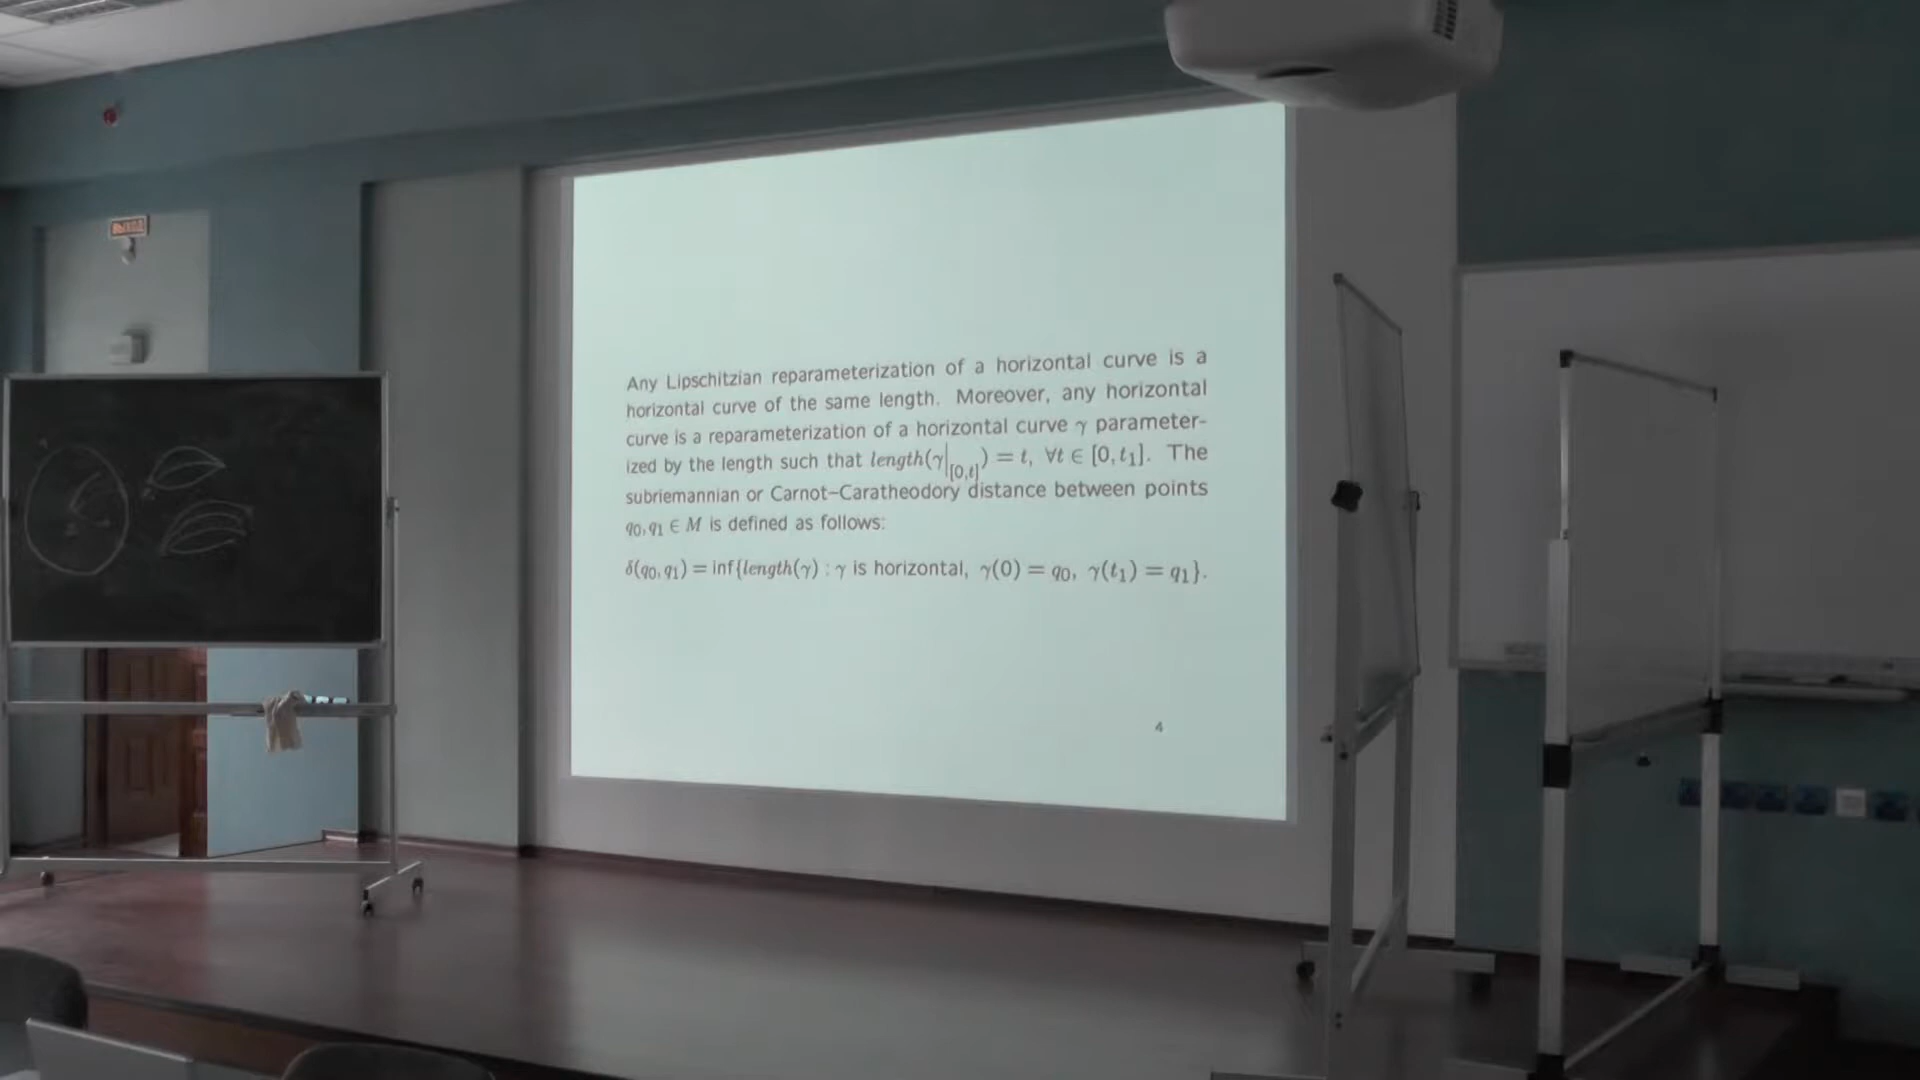 ВЫХОД
Any Lipschitzian reparameterization of a horizontal curve is a
horizontal curve of the same length. Moreover, any horizontal
curve is a reparameterization of a horizontal curve γ parameter-
ized by the length such that length(γ|[0,t]) = t, ∀t ∈ [0, t1]. The
subriemannian or Carnot–Caratheodory distance between points
q0, q1 ∈ M is defined as follows:
δ(q0, q1) = inf{length(γ) : γ is horizontal, γ(0) = q0, γ(t1) = q1}.
4